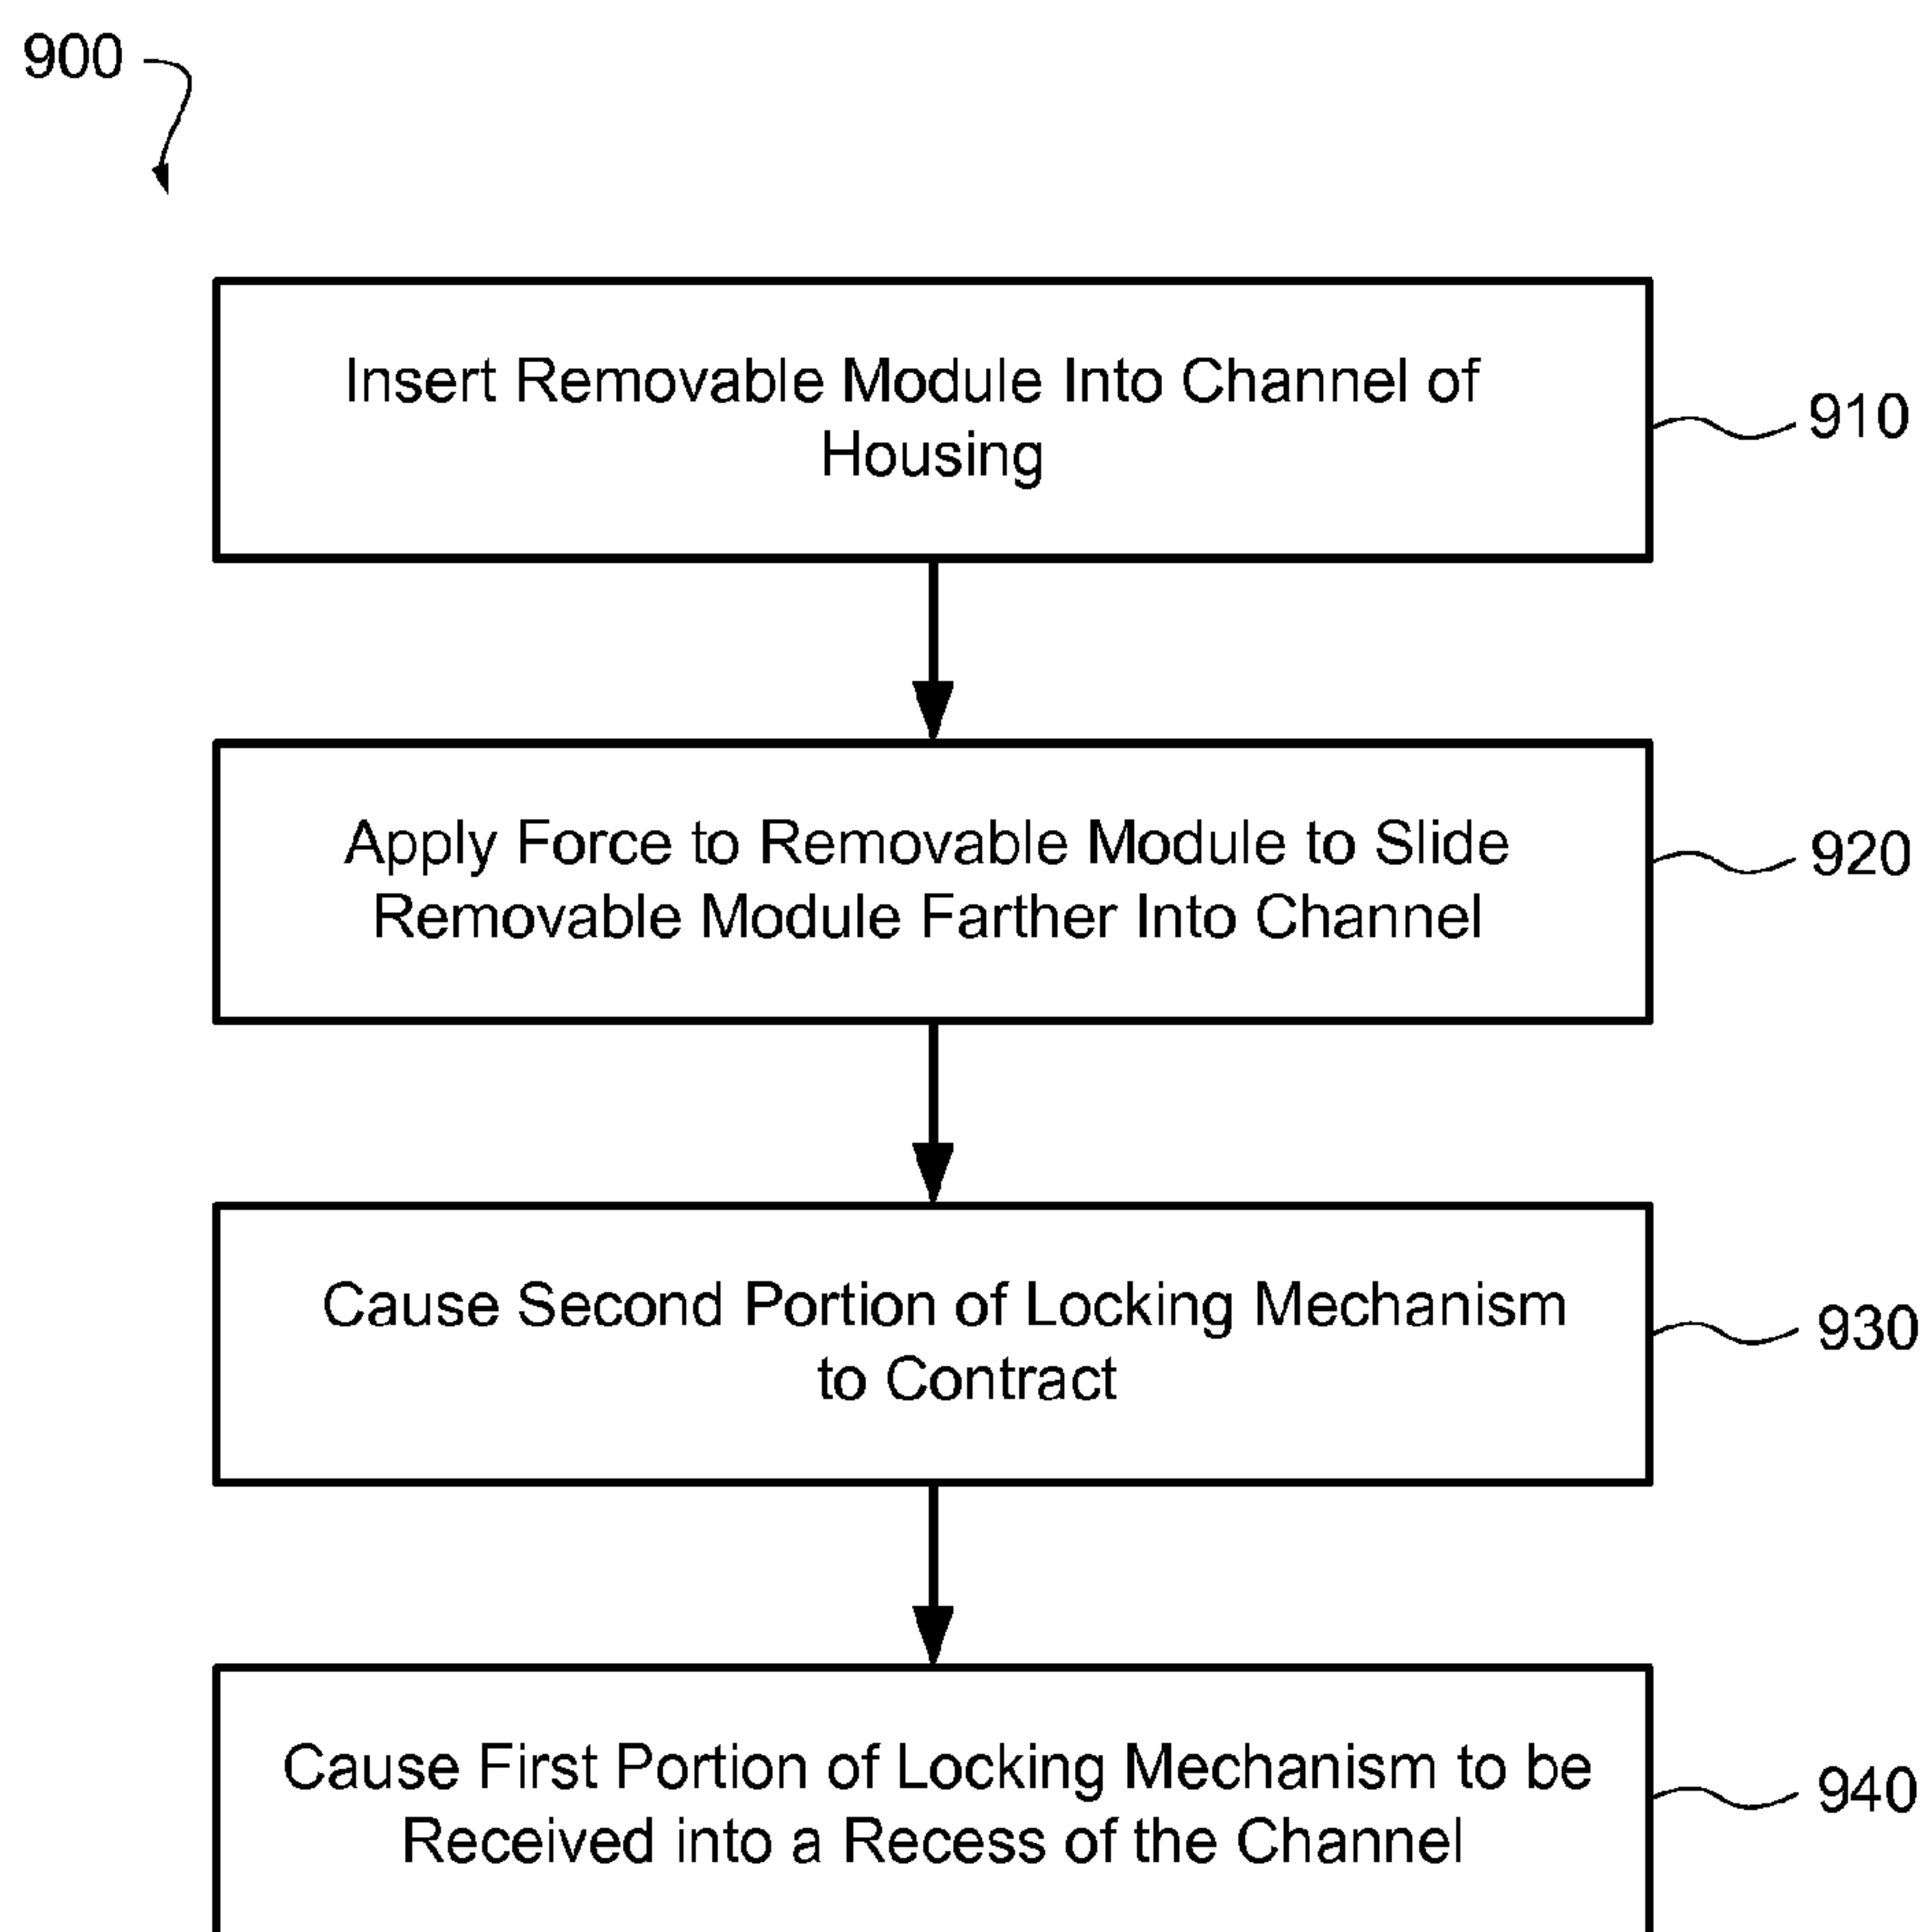 900
Insert Removable Module Into Channel of
Housing
910
Apply Force to Removable Module to Slide
Removable Module Farther Into Channel
920
Cause Second Portion of Locking Mechanism
to Contract
930
Cause First Portion of Locking Mechanism to be
Received into a Recess of the Channel
940